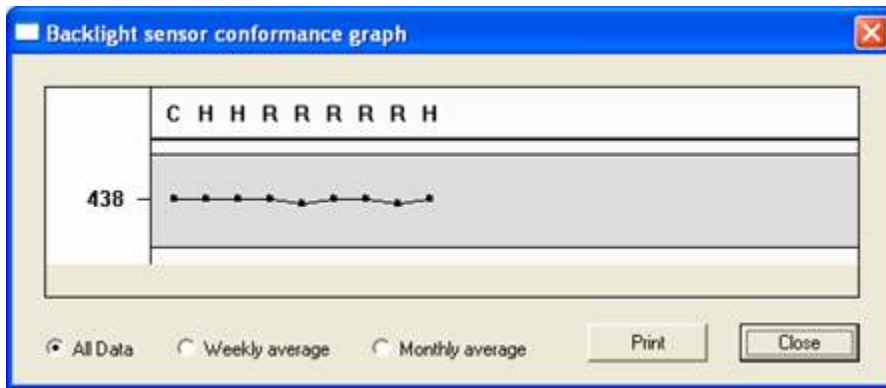 Backlight sensor conformance graph
C H H R R R R R H
438
All Data Weekly average Monthly average Print Close